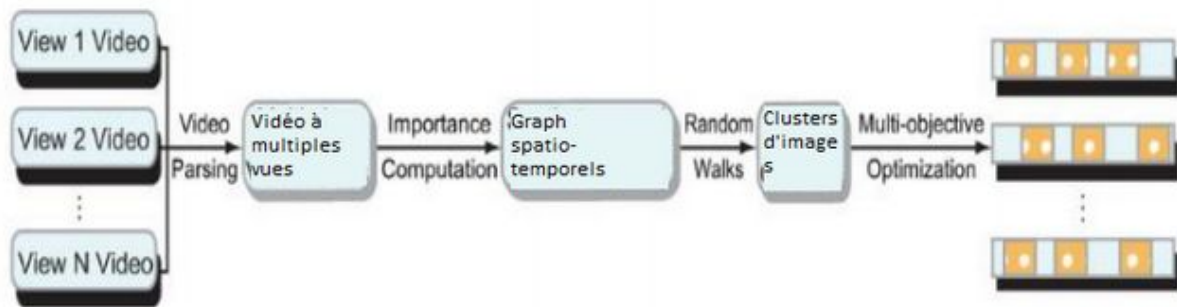 View 1 Video
View 2 Video
View N Video
Video
Parsing
Vidéo à
multiples
vues
Importance
Computation
Graph
spatio-
temporels
Random
Walks
Clusters
d'image
s
Multi-objective
Optimization